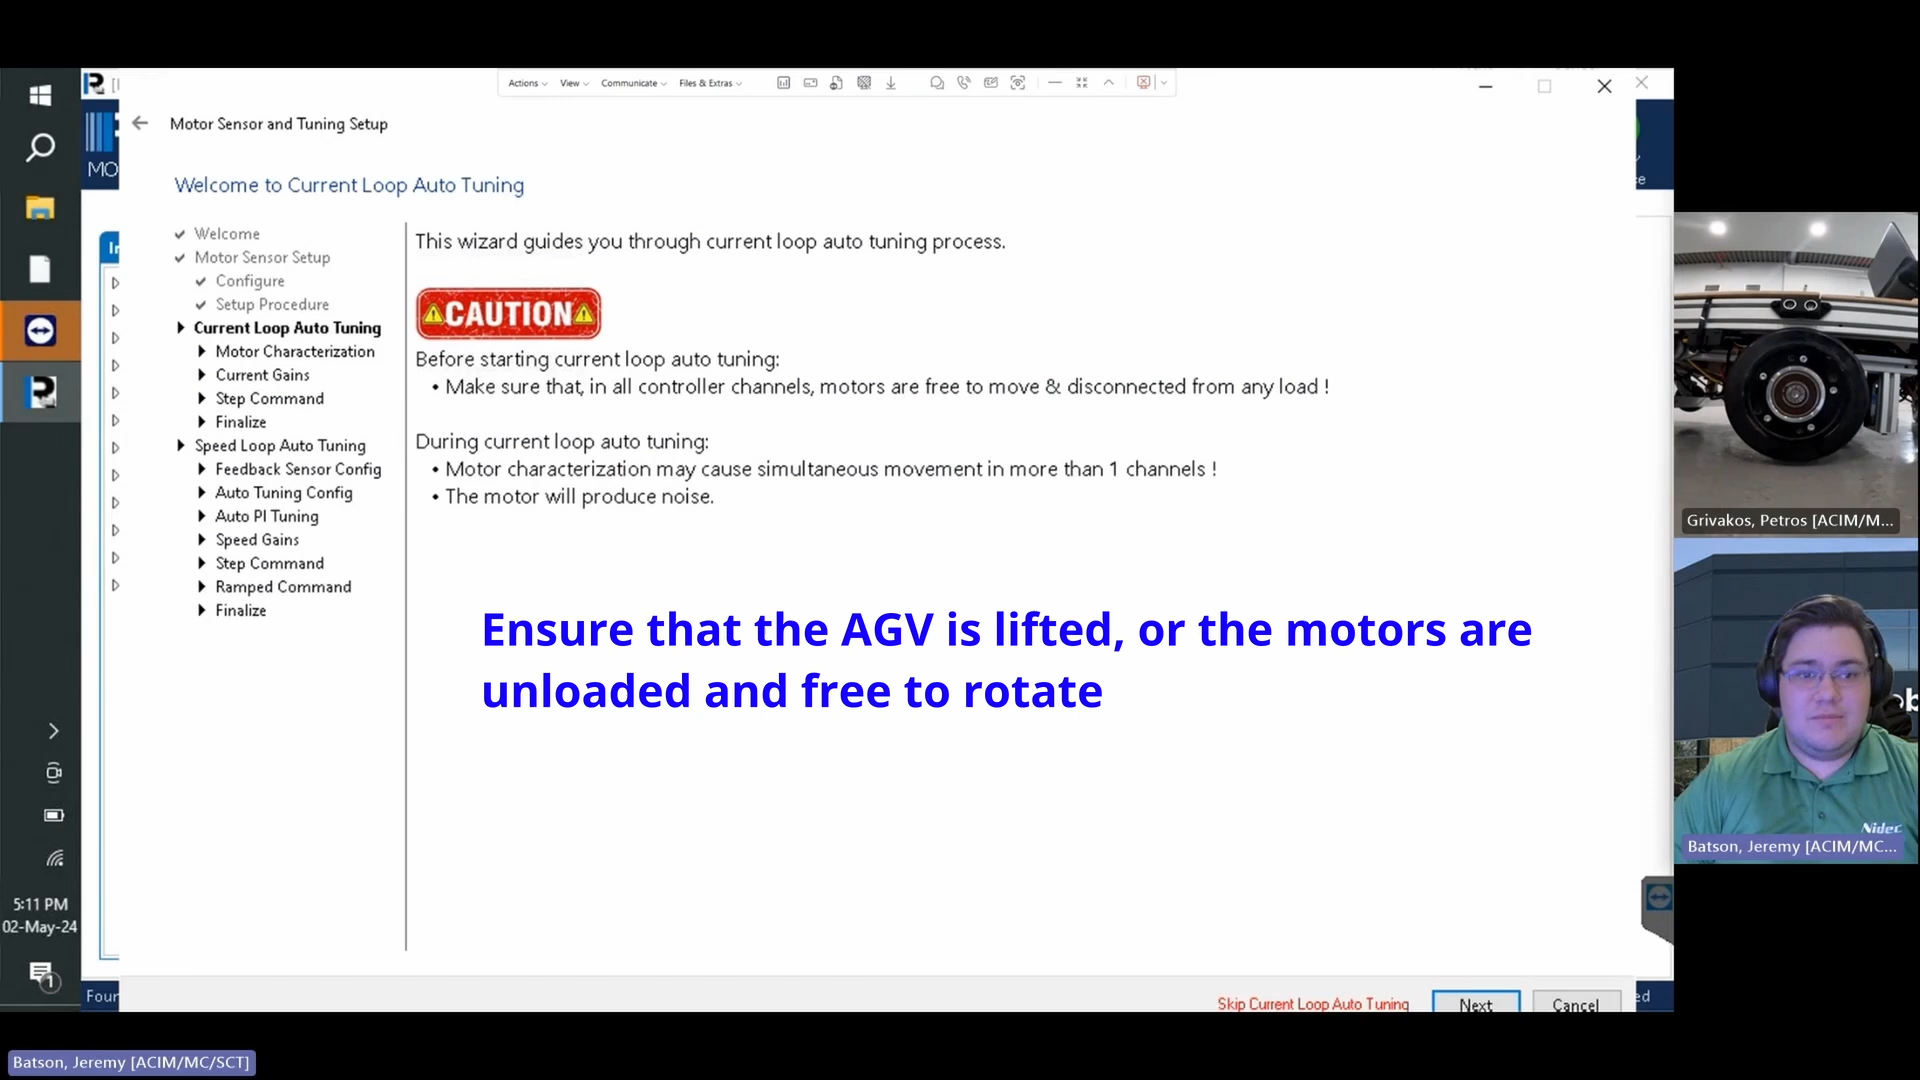 Actions View Communicate Files & Extras
Motor Sensor and Tuning Setup
MO
Welcome to Current Loop Auto Tuning
Welcome
Motor Sensor Setup
Configure
Setup Procedure
Current Loop Auto Tuning
Motor Characterization
Current Gains
Step Command
Finalize
Speed Loop Auto Tuning
Feedback Sensor Config
Auto Tuning Config
Auto PI Tuning
Speed Gains
Step Command
Ramped Command
Finalize
This wizard guides you through current loop auto tuning process.
CAUTION
Before starting current loop auto tuning:
• Make sure that, in all controller channels, motors are free to move & disconnected from any load !
During current loop auto tuning:
• Motor characterization may cause simultaneous movement in more than 1 channels !
• The motor will produce noise.
Ensure that the AGV is lifted, or the motors are
unloaded and free to rotate
Skip Current Loop Auto Tuning
Next
Cancel
Four
ed
5:11 PM
02-May-24
1
Grivakos, Petros [ACIM/M...
Nidec
Batson, Jeremy [ACIM/MC...
Batson, Jeremy [ACIM/MC/SCT]